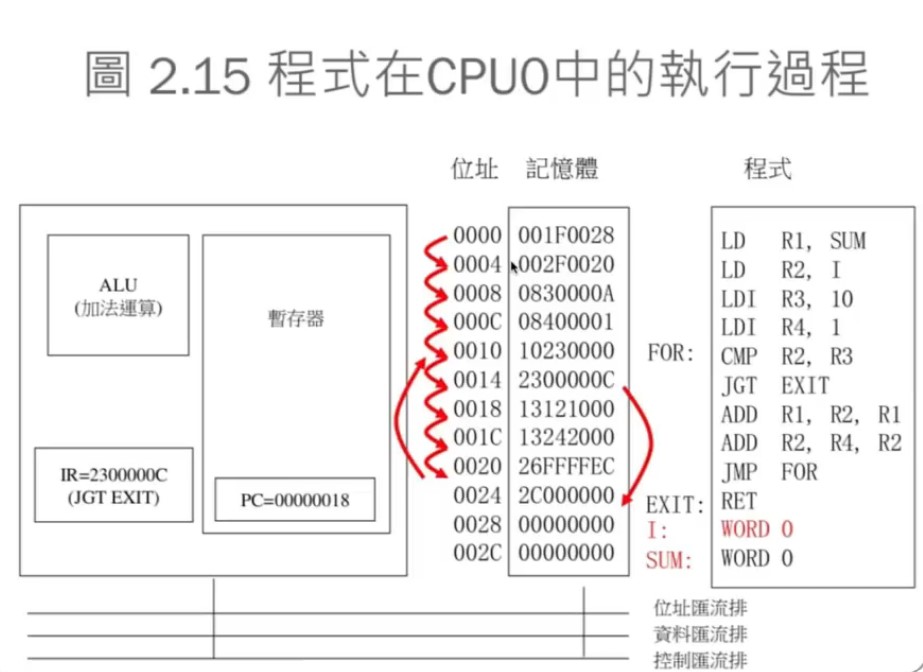 圖 2.15 程式在CPU0中的執行過程
位址 記憶體 程式
ALU
(加法運算)
暫存器
IR=2300000C
(JGT EXIT)
PC=00000018
0000 001F0028 LD R1, SUM
0004 002F0020 LD R2, I
0008 0830000A LDI R3, 10
000C 08400001 LDI R4, 1
0010 10230000 FOR: CMP R2, R3
0014 2300000C JGT EXIT
0018 13121000 ADD R1, R2, R1
001C 13242000 ADD R2, R4, R2
0020 26FFFFEC JMP FOR
0024 2C000000 EXIT: RET
0028 00000000 I: WORD 0
002C 00000000 SUM: WORD 0
位址匯流排
資料匯流排
控制匯流排